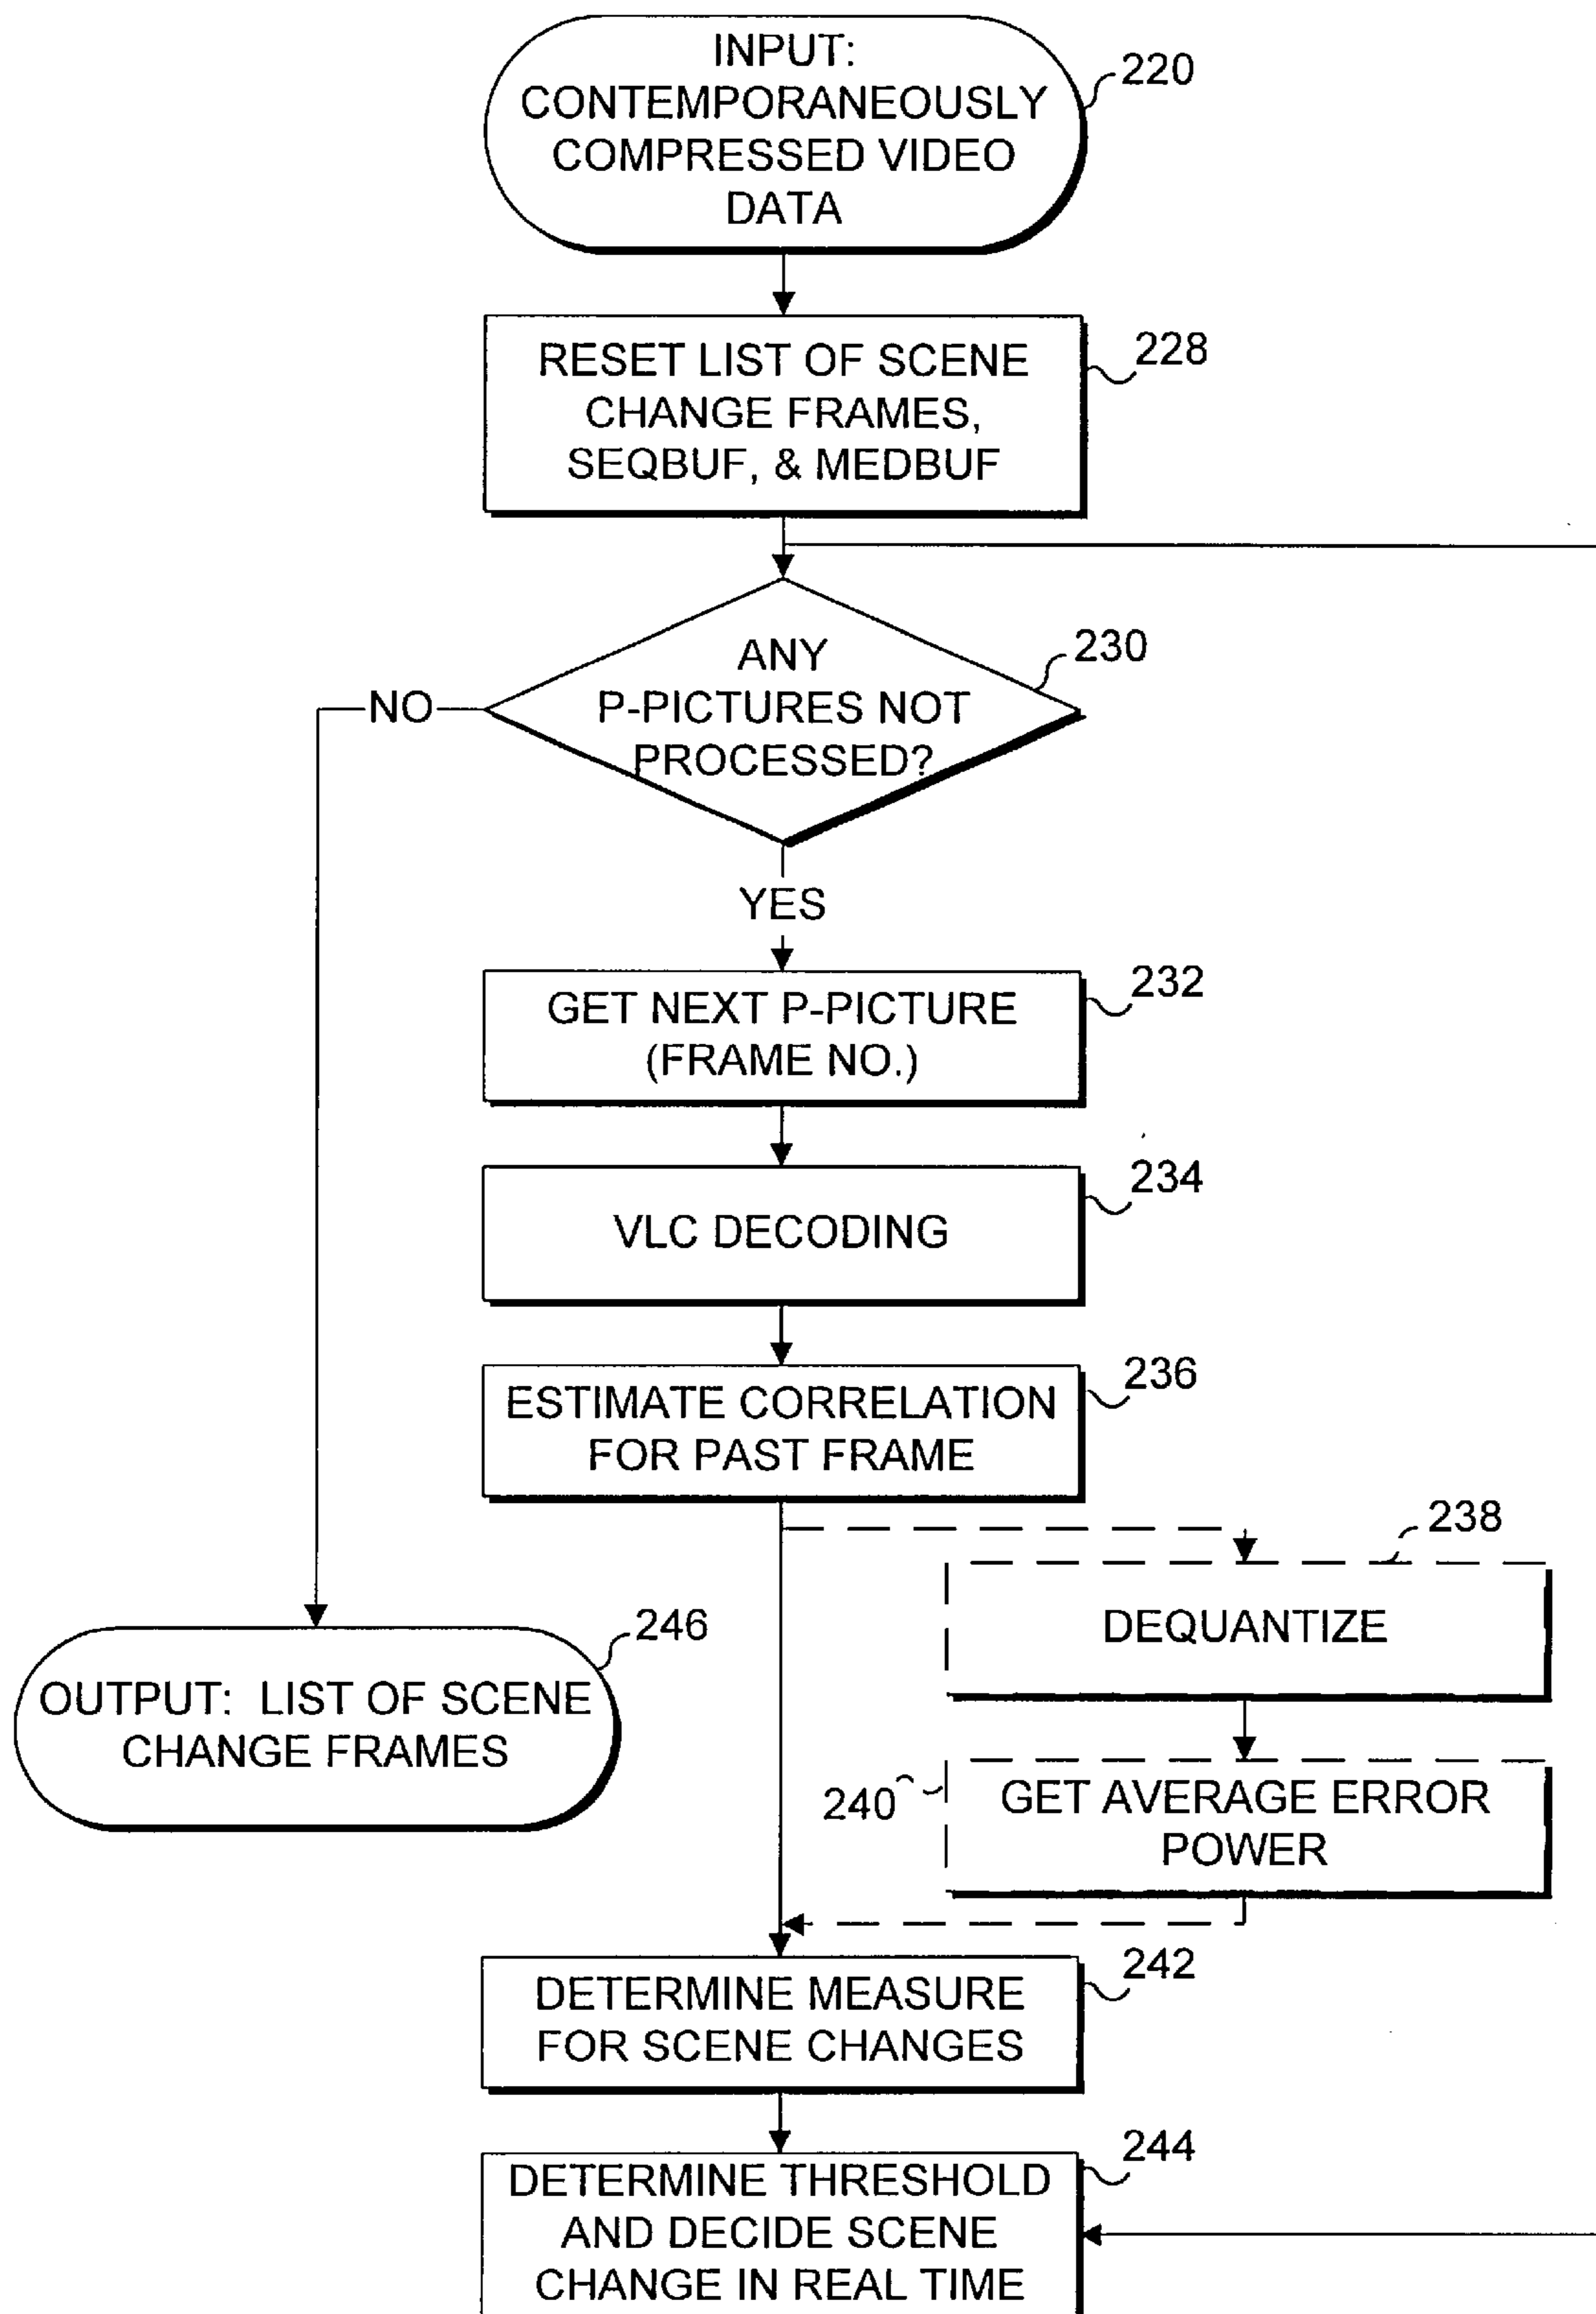 INPUT:
CONTEMPORANEOUSLY
COMPRESSED VIDEO
DATA
220
RESET LIST OF SCENE
CHANGE FRAMES,
SEQBUF, & MEDBUF
228
ANY
P-PICTURES NOT
PROCESSED?
230
NO
YES
GET NEXT P-PICTURE
(FRAME NO.)
232
VLC DECODING
234
ESTIMATE CORRELATION
FOR PAST FRAME
236
238
DEQUANTIZE
246
OUTPUT: LIST OF SCENE
CHANGE FRAMES
240
GET AVERAGE ERROR
POWER
DETERMINE MEASURE
FOR SCENE CHANGES
242
DETERMINE THRESHOLD
AND DECIDE SCENE
CHANGE IN REAL TIME
244